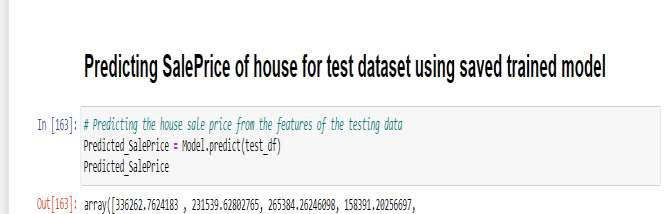 Predicting SalePrice of house for test dataset using saved trained model
In [163]: # Predicting the house sale price from the features of the testing data
Predicted_SalePrice = Model.predict(test_df)
Predicted_SalePrice
Out[163]: array([336262.7624183 , 231539.62802765, 265384.26246098, 158391.20256697,